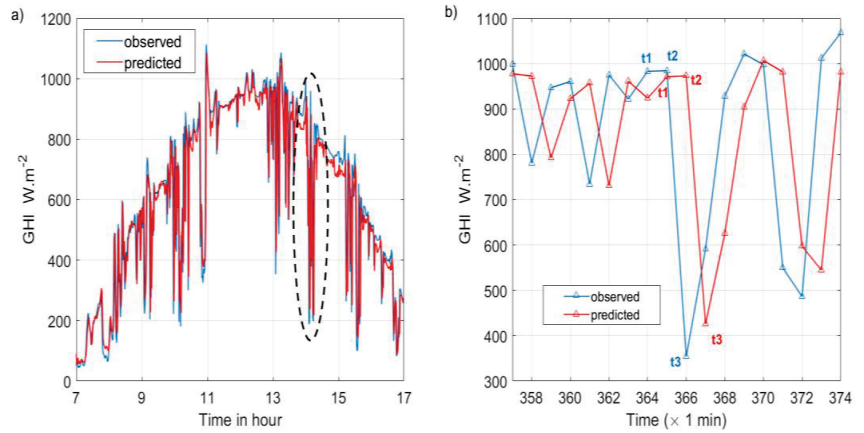 a)
1200
1000
800
600
400
200
0
GHI W.m-2
observed
predicted
7 9 11 13 15 17
Time in hour
b)
1100
1000
900
800
700
600
500
400
300
GHI W.m-2
t1 t2
t1 t2
t3
t3
observed
predicted
358 360 362 364 366 368 370 372 374
Time (× 1 min)